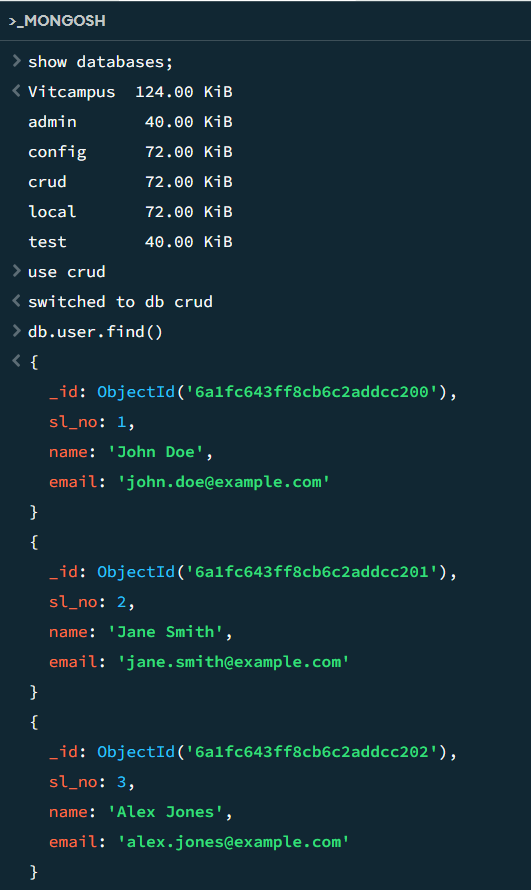 >_MONGOSH
> show databases;
< Vitcampus  124.00 KiB
admin       40.00 KiB
config      72.00 KiB
crud        72.00 KiB
local       72.00 KiB
test        40.00 KiB
> use crud
< switched to db crud
> db.user.find()
< {
  _id: ObjectId('6a1fc643ff8cb6c2addcc200'),
  sl_no: 1,
  name: 'John Doe',
  email: 'john.doe@example.com'
}
{
  _id: ObjectId('6a1fc643ff8cb6c2addcc201'),
  sl_no: 2,
  name: 'Jane Smith',
  email: 'jane.smith@example.com'
}
{
  _id: ObjectId('6a1fc643ff8cb6c2addcc202'),
  sl_no: 3,
  name: 'Alex Jones',
  email: 'alex.jones@example.com'
}